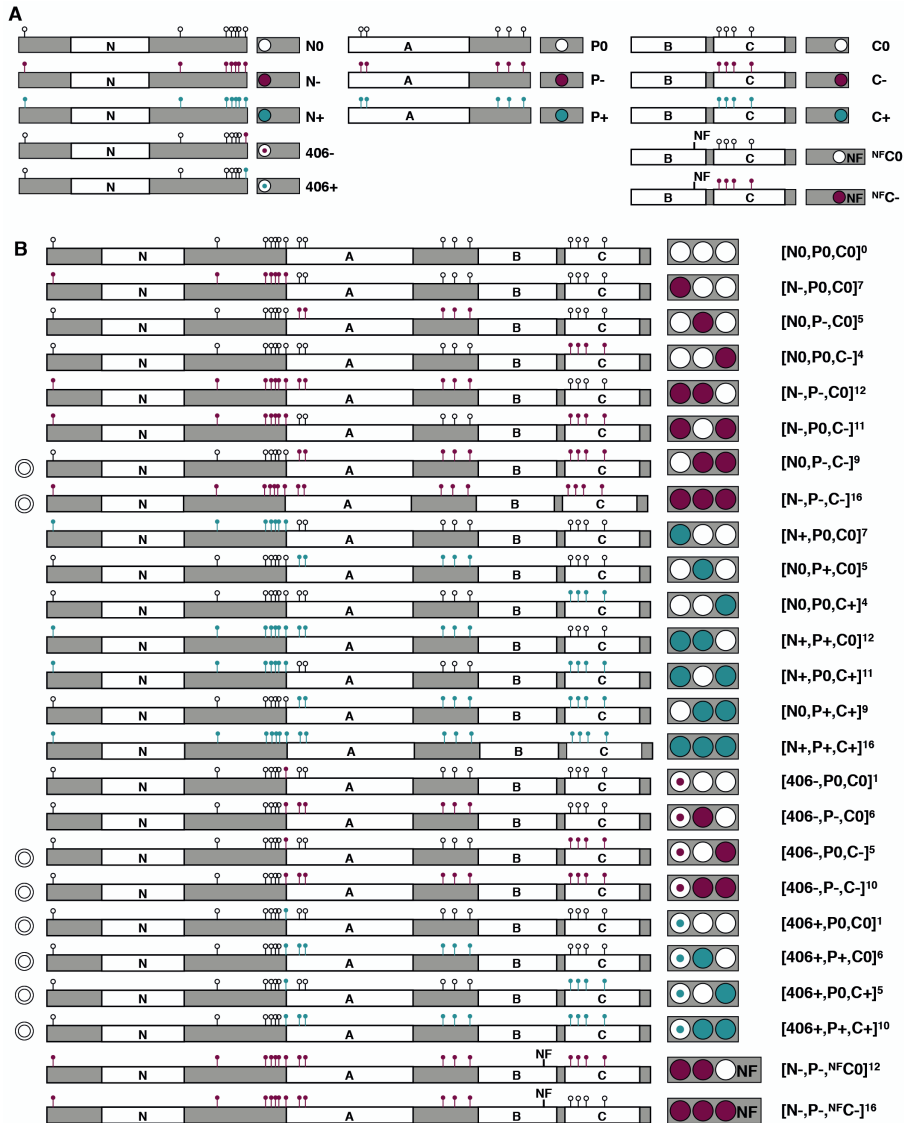 A
N N0 A P0 B C C0
N N- A P- B C C-
N N+ A P+ B C C+
N 406- NF B C NF ᴺᶠC0
N 406+ NF B C NF ᴺᶠC-
B N A B C [N0,P0,C0]⁰
N A B C [N-,P0,C0]⁷
N A B C [N0,P-,C0]⁵
N A B C [N0,P0,C-]⁴
N A B C [N-,P-,C0]¹²
N A B C [N-,P0,C-]¹¹
N A B C [N0,P-,C-]⁹
N A B C [N-,P-,C-]¹⁶
N A B C [N+,P0,C0]⁷
N A B C [N0,P+,C0]⁵
N A B C [N0,P0,C+]⁴
N A B C [N+,P+,C0]¹²
N A B C [N+,P0,C+]¹¹
N A B C [N0,P+,C+]⁹
N A B C [N+,P+,C+]¹⁶
N A B C [406-,P0,C0]¹
N A B C [406-,P-,C0]⁶
N A B C [406-,P0,C-]⁵
N A B C [406-,P-,C-]¹⁰
N A B C [406+,P0,C0]¹
N A B C [406+,P+,C0]⁶
N A B C [406+,P0,C+]⁵
N A B C [406+,P+,C+]¹⁰
NF
N A B C NF [N-,P-,ᴺᶠC0]¹²
NF
N A B C NF [N-,P-,ᴺᶠC-]¹⁶